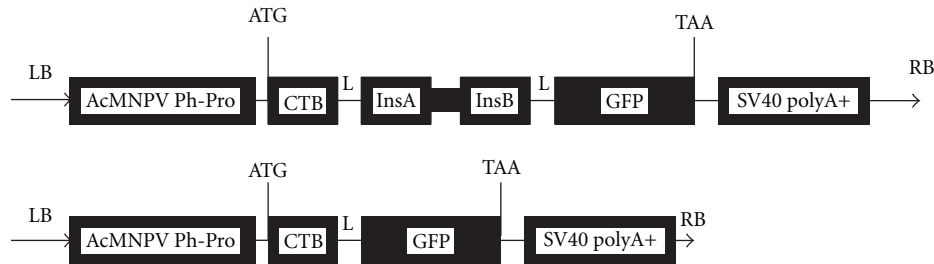 ATG
TAA
LB
RB
AcMNPV Ph-Pro
CTB
L
InsA
InsB
L
GFP
SV40 polyA+
ATG
TAA
LB
RB
AcMNPV Ph-Pro
CTB
L
GFP
SV40 polyA+